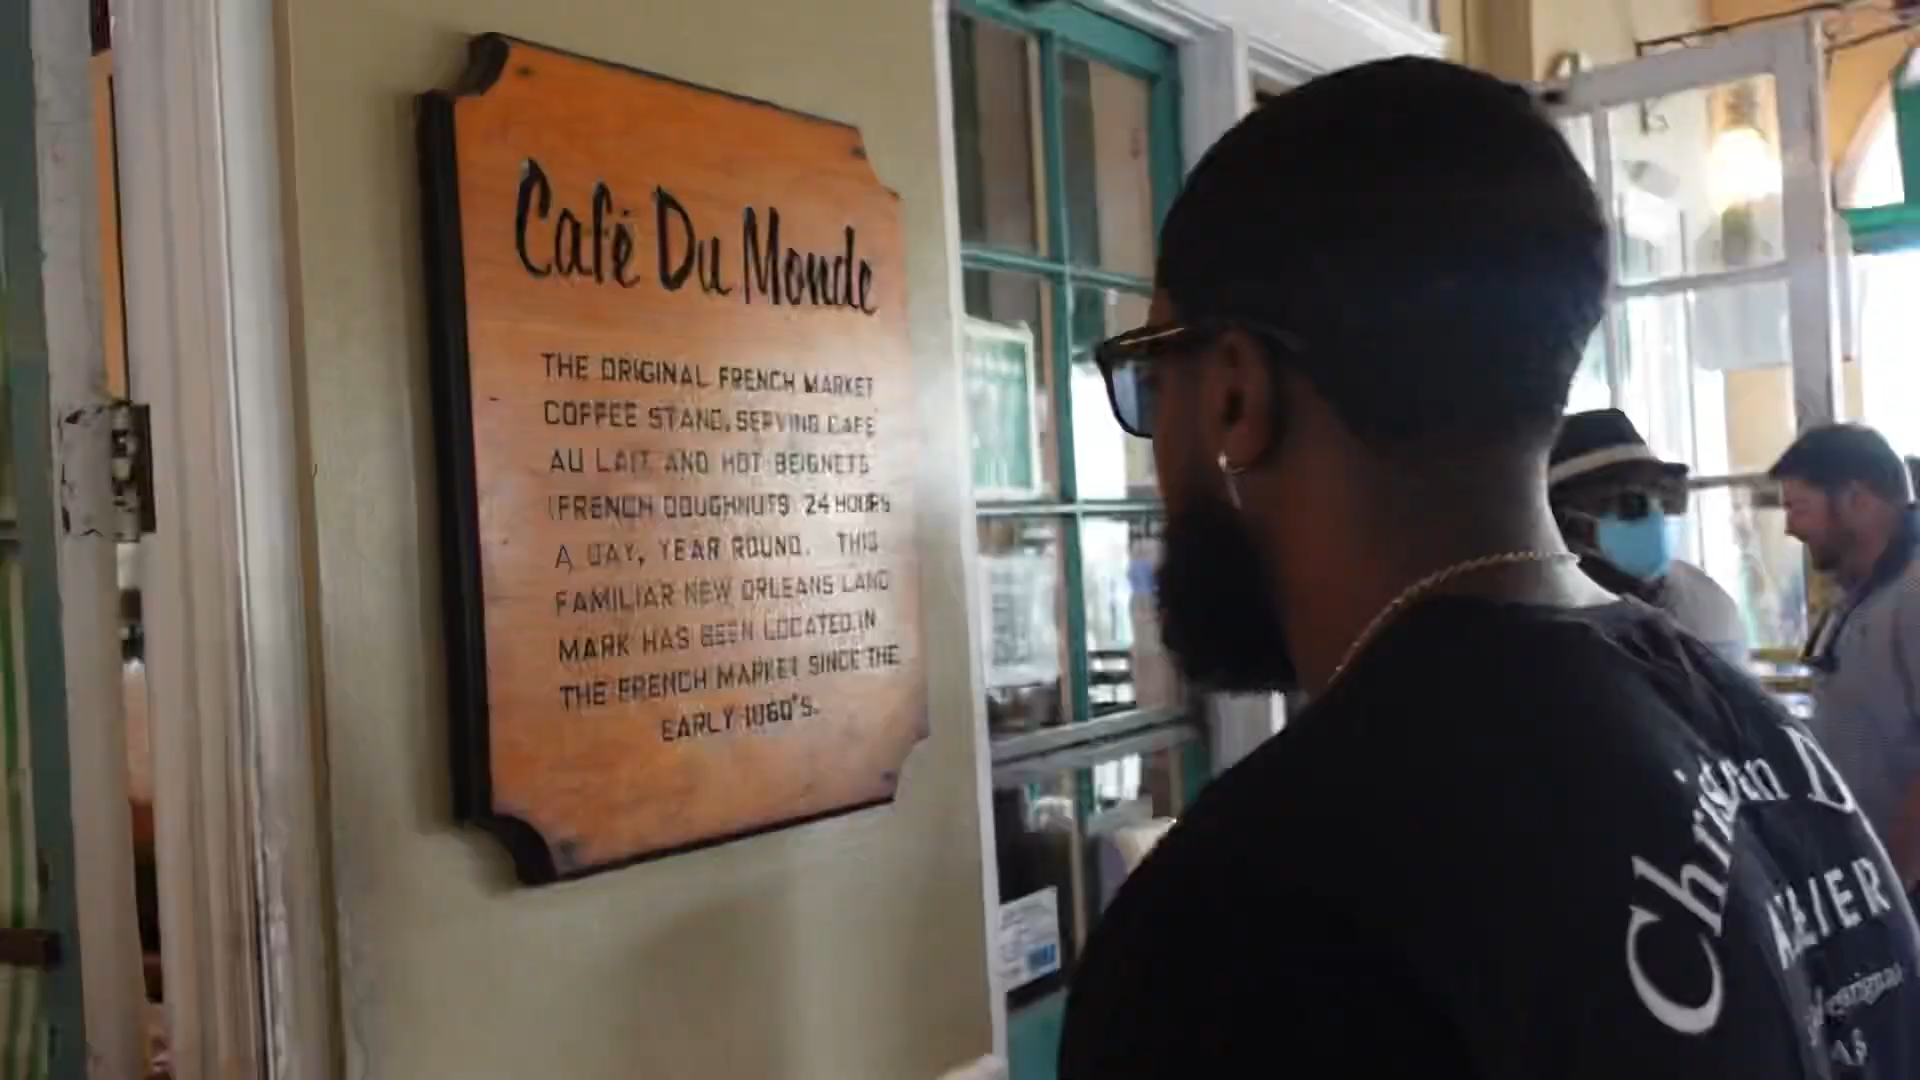 Café Du Monde
THE ORIGINAL FRENCH MARKET
COFFEE STAND, SERVING CAFÉ
AU LAIT AND HOT BEIGNETS
(FRENCH DOUGHNUTS) 24 HOURS
A DAY, YEAR ROUND. THIS
FAMILIAR NEW ORLEANS LAND
MARK HAS BEEN LOCATED IN
THE FRENCH MARKET SINCE THE
EARLY 1860'S.
Christian D
ATELIER